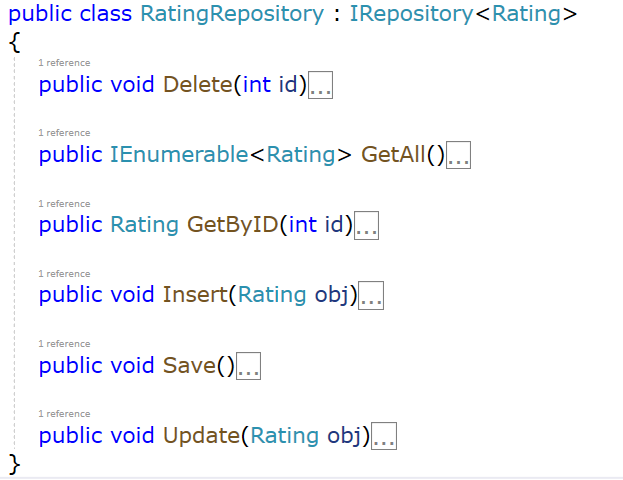 public class RatingRepository : IRepository<Rating>
{
1 reference
public void Delete(int id)...
1 reference
public IEnumerable<Rating> GetAll()...
1 reference
public Rating GetByID(int id)...
1 reference
public void Insert(Rating obj)...
1 reference
public void Save()...
1 reference
public void Update(Rating obj)...
}